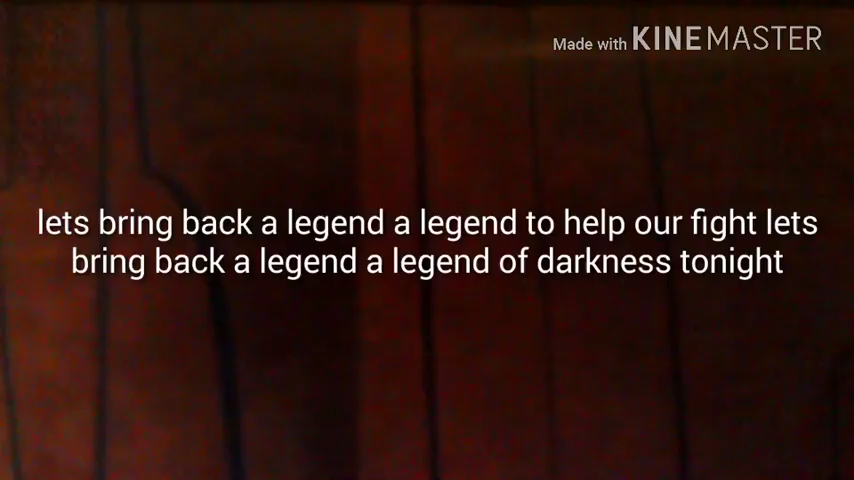 Made with KINEMASTER
lets bring back a legend a legend to help our fight lets
bring back a legend a legend of darkness tonight